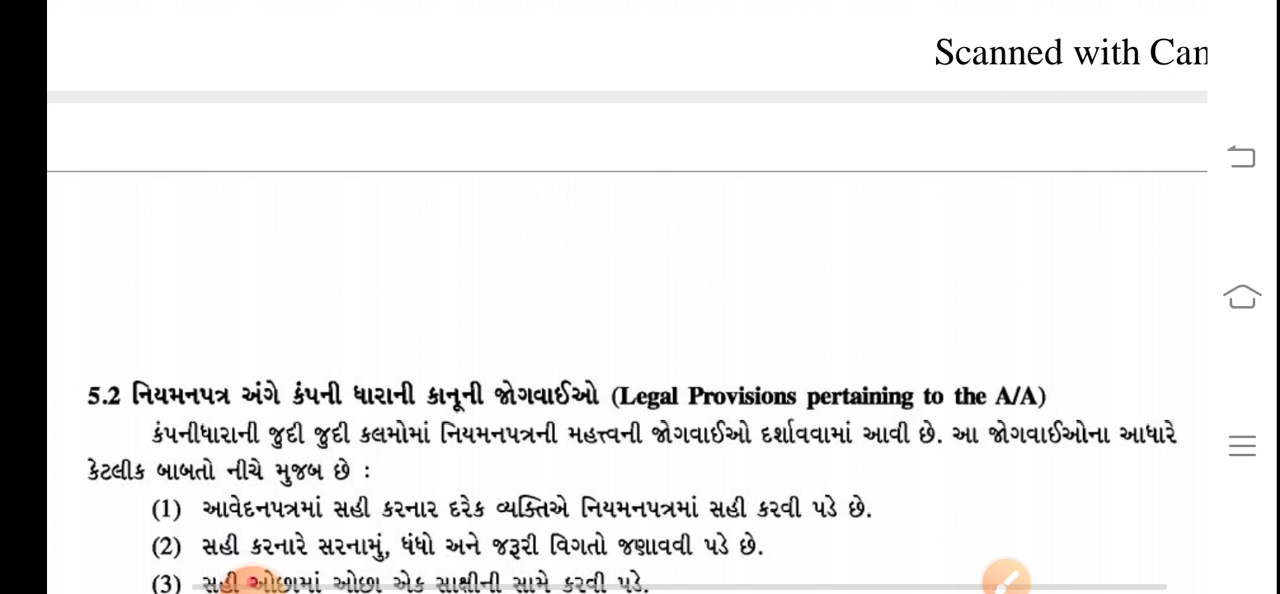 Scanned with Can
5.2 નિયમનપત્ર અંગે કંપની ધારાની કાનૂની જોગવાઈઓ (Legal Provisions pertaining to the A/A)
કંપનીધારાની જુદી જુદી કલમોમાં નિયમનપત્રની મહત્ત્વની જોગવાઈઓ દર્શાવવામાં આવી છે. આ જોગવાઈઓના આધારે
કેટલીક બાબતો નીચે મુજબ છે :
(1) આવેદનપત્રમાં સહી કરનાર દરેક વ્યક્તિએ નિયમનપત્રમાં સહી કરવી પડે છે.
(2) સહી કરનારે સરનામું, ધંધો અને જરૂરી વિગતો જણાવવી પડે છે.
(3) સહી ઓછામાં ઓછા એક સાક્ષીની સામે કરવી પડે.